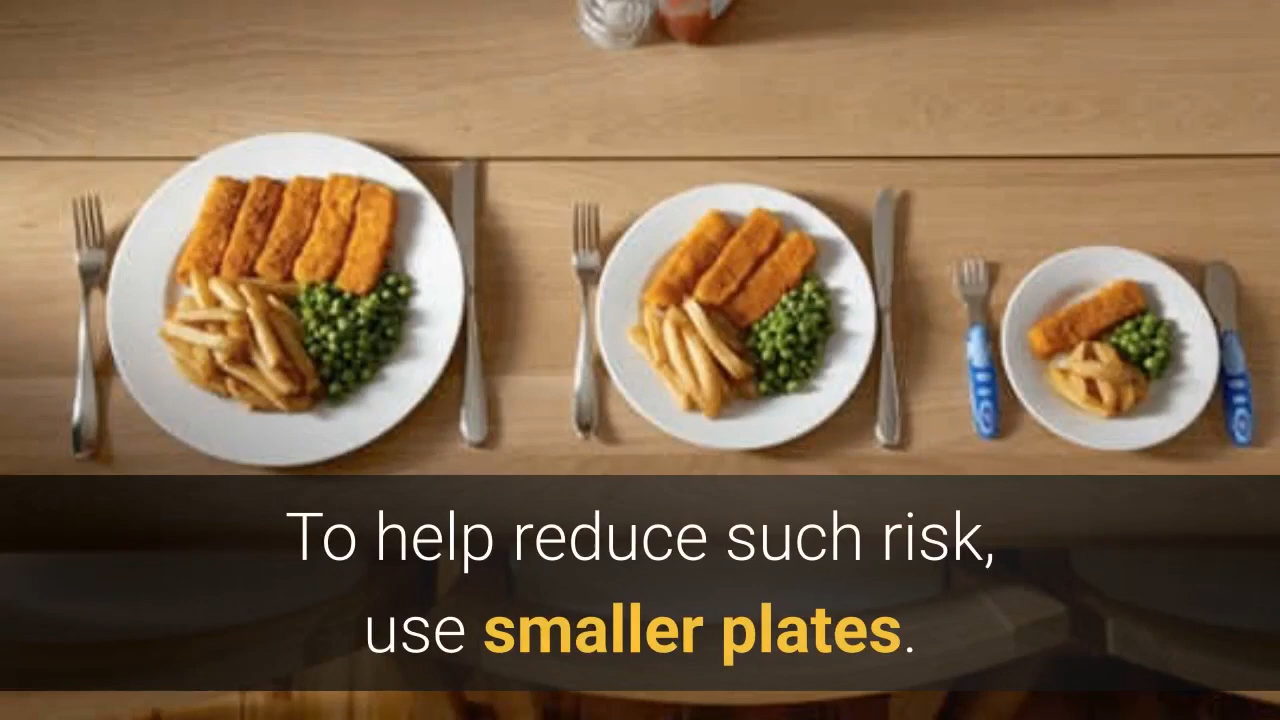 To help reduce such risk,
use smaller plates.